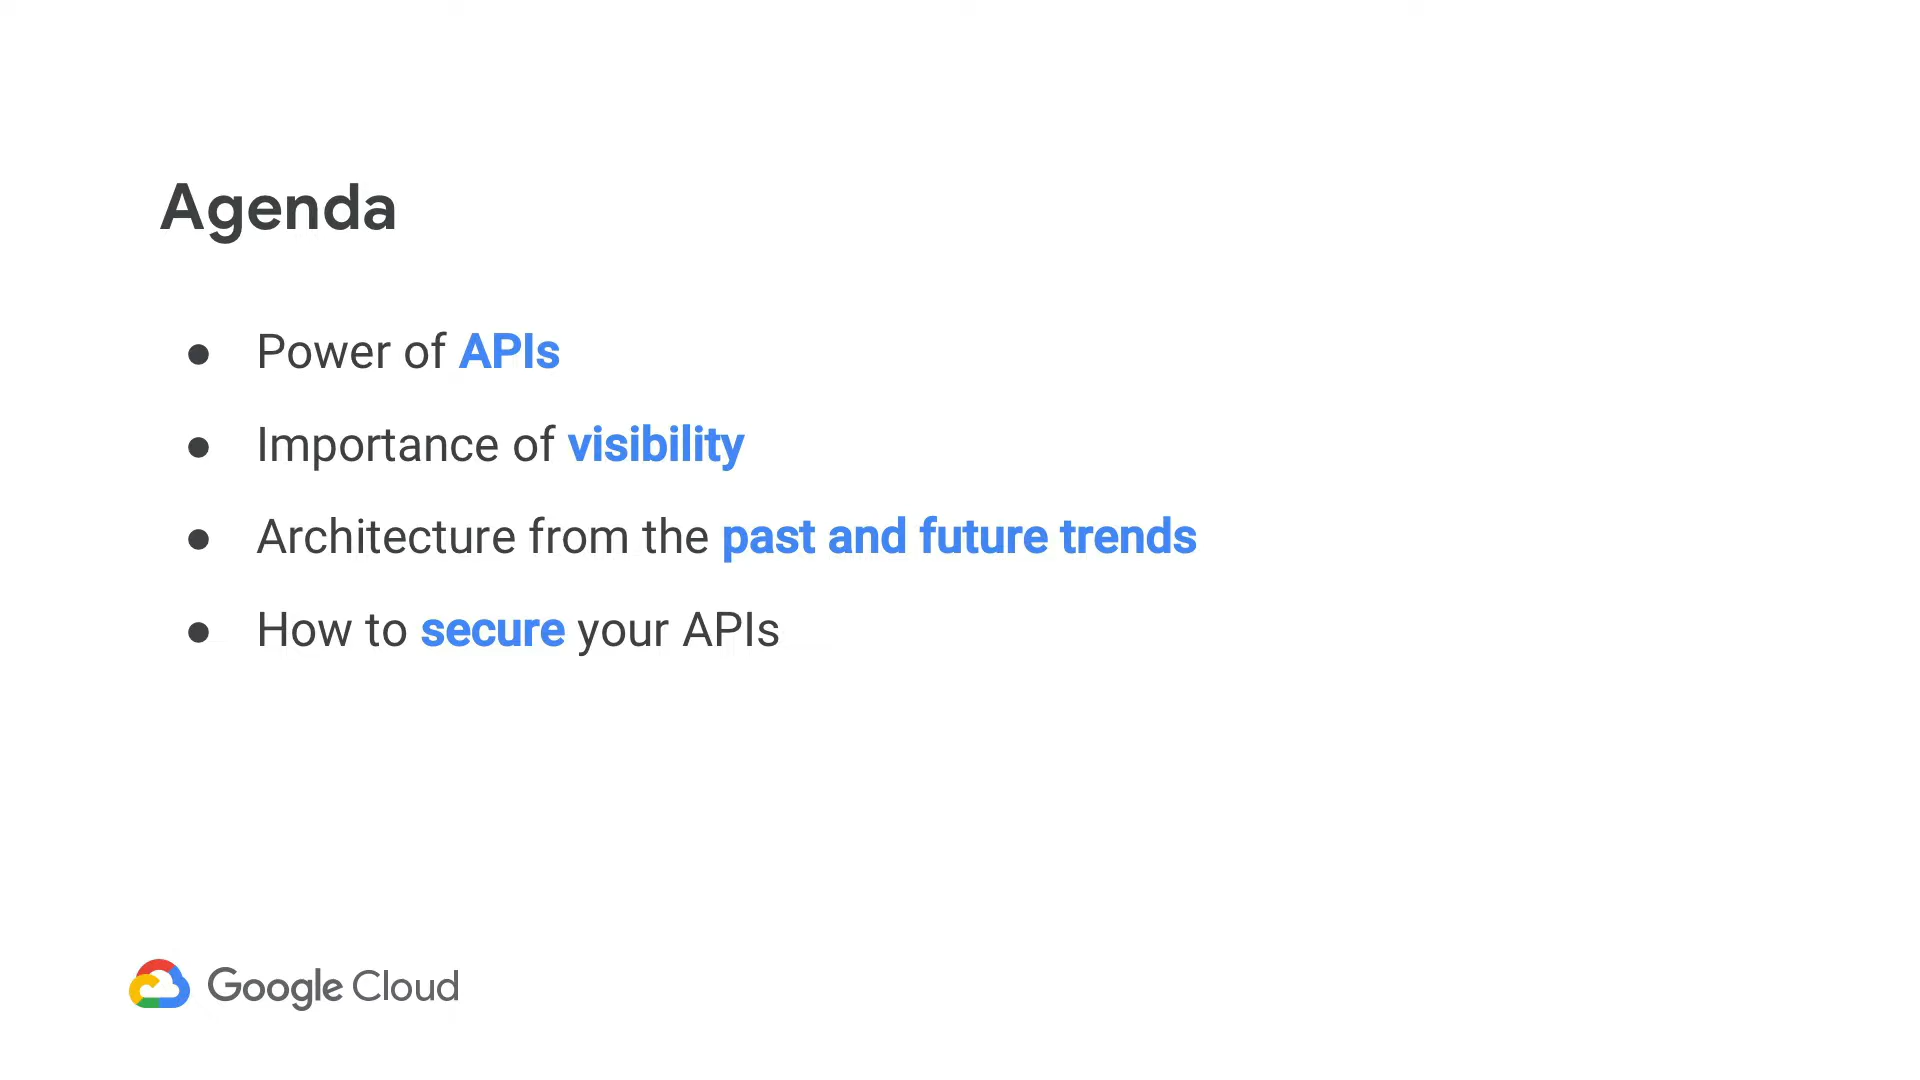 Agenda
● Power of APIs
● Importance of visibility
● Architecture from the past and future trends
● How to secure your APIs
Google Cloud